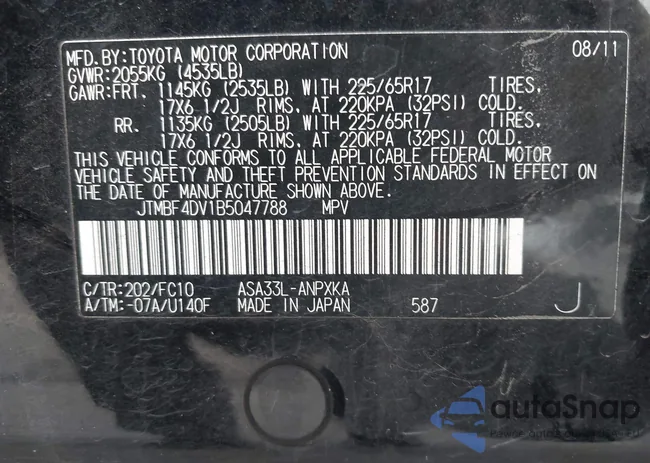 MFD.BY:TOYOTA MOTOR CORPORATION 08/11
GVWR:2055KG (4535LB)
GAWR:FRT. 1145KG (2535LB) WITH 225/65R17 TIRES,
17X6 1/2J RIMS, AT 220KPA (32PSI) COLD.
RR. 1135KG (2505LB) WITH 225/65R17 TIRES,
17X6 1/2J RIMS, AT 220KPA (32PSI) COLD.
THIS VEHICLE CONFORMS TO ALL APPLICABLE FEDERAL MOTOR
VEHICLE SAFETY AND THEFT PREVENTION STANDARDS IN EFFECT ON
THE DATE OF MANUFACTURE SHOWN ABOVE.
JTMBF4DV1B5047788 MPV
C/TR:202/FC10 ASA33L-ANPXKA
A/TM:-07A/U140F MADE IN JAPAN 587 J
autoSnap